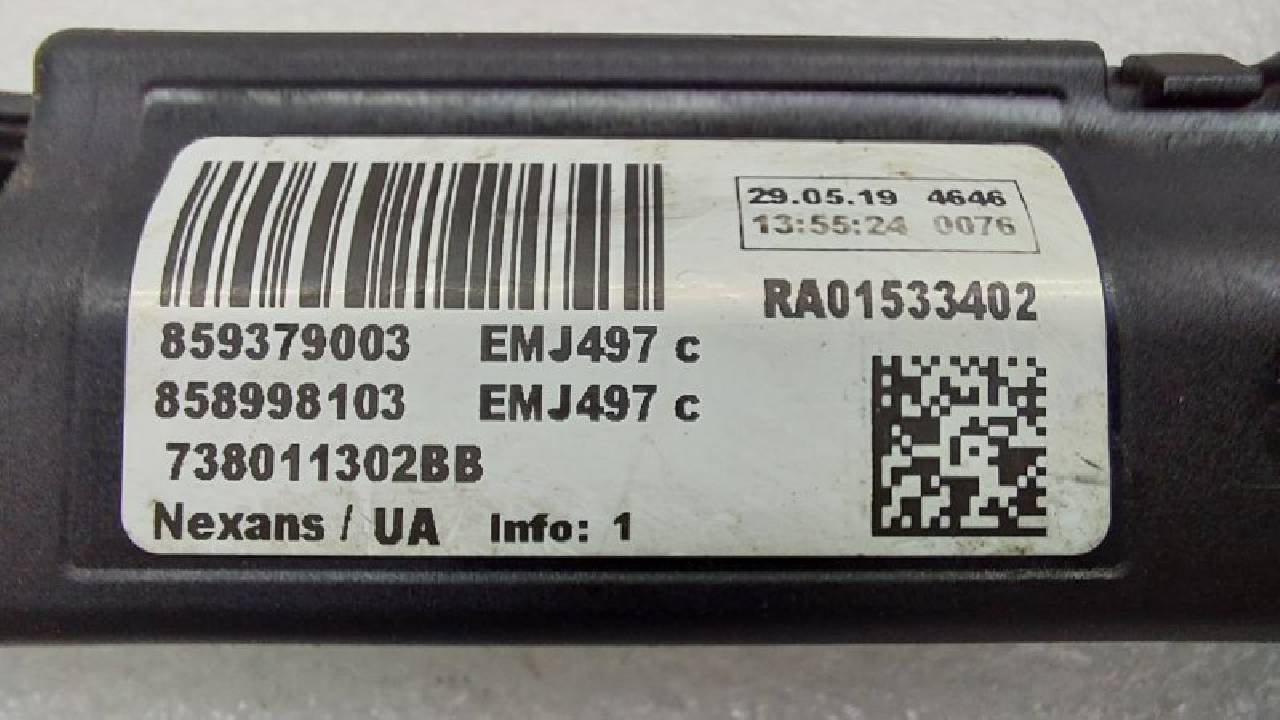 29.05.19 4646
13:55:24 0076
RA01533402
859379003 EMJ497 c
858998103 EMJ497 c
738011302BB
Nexans / UA Info: 1